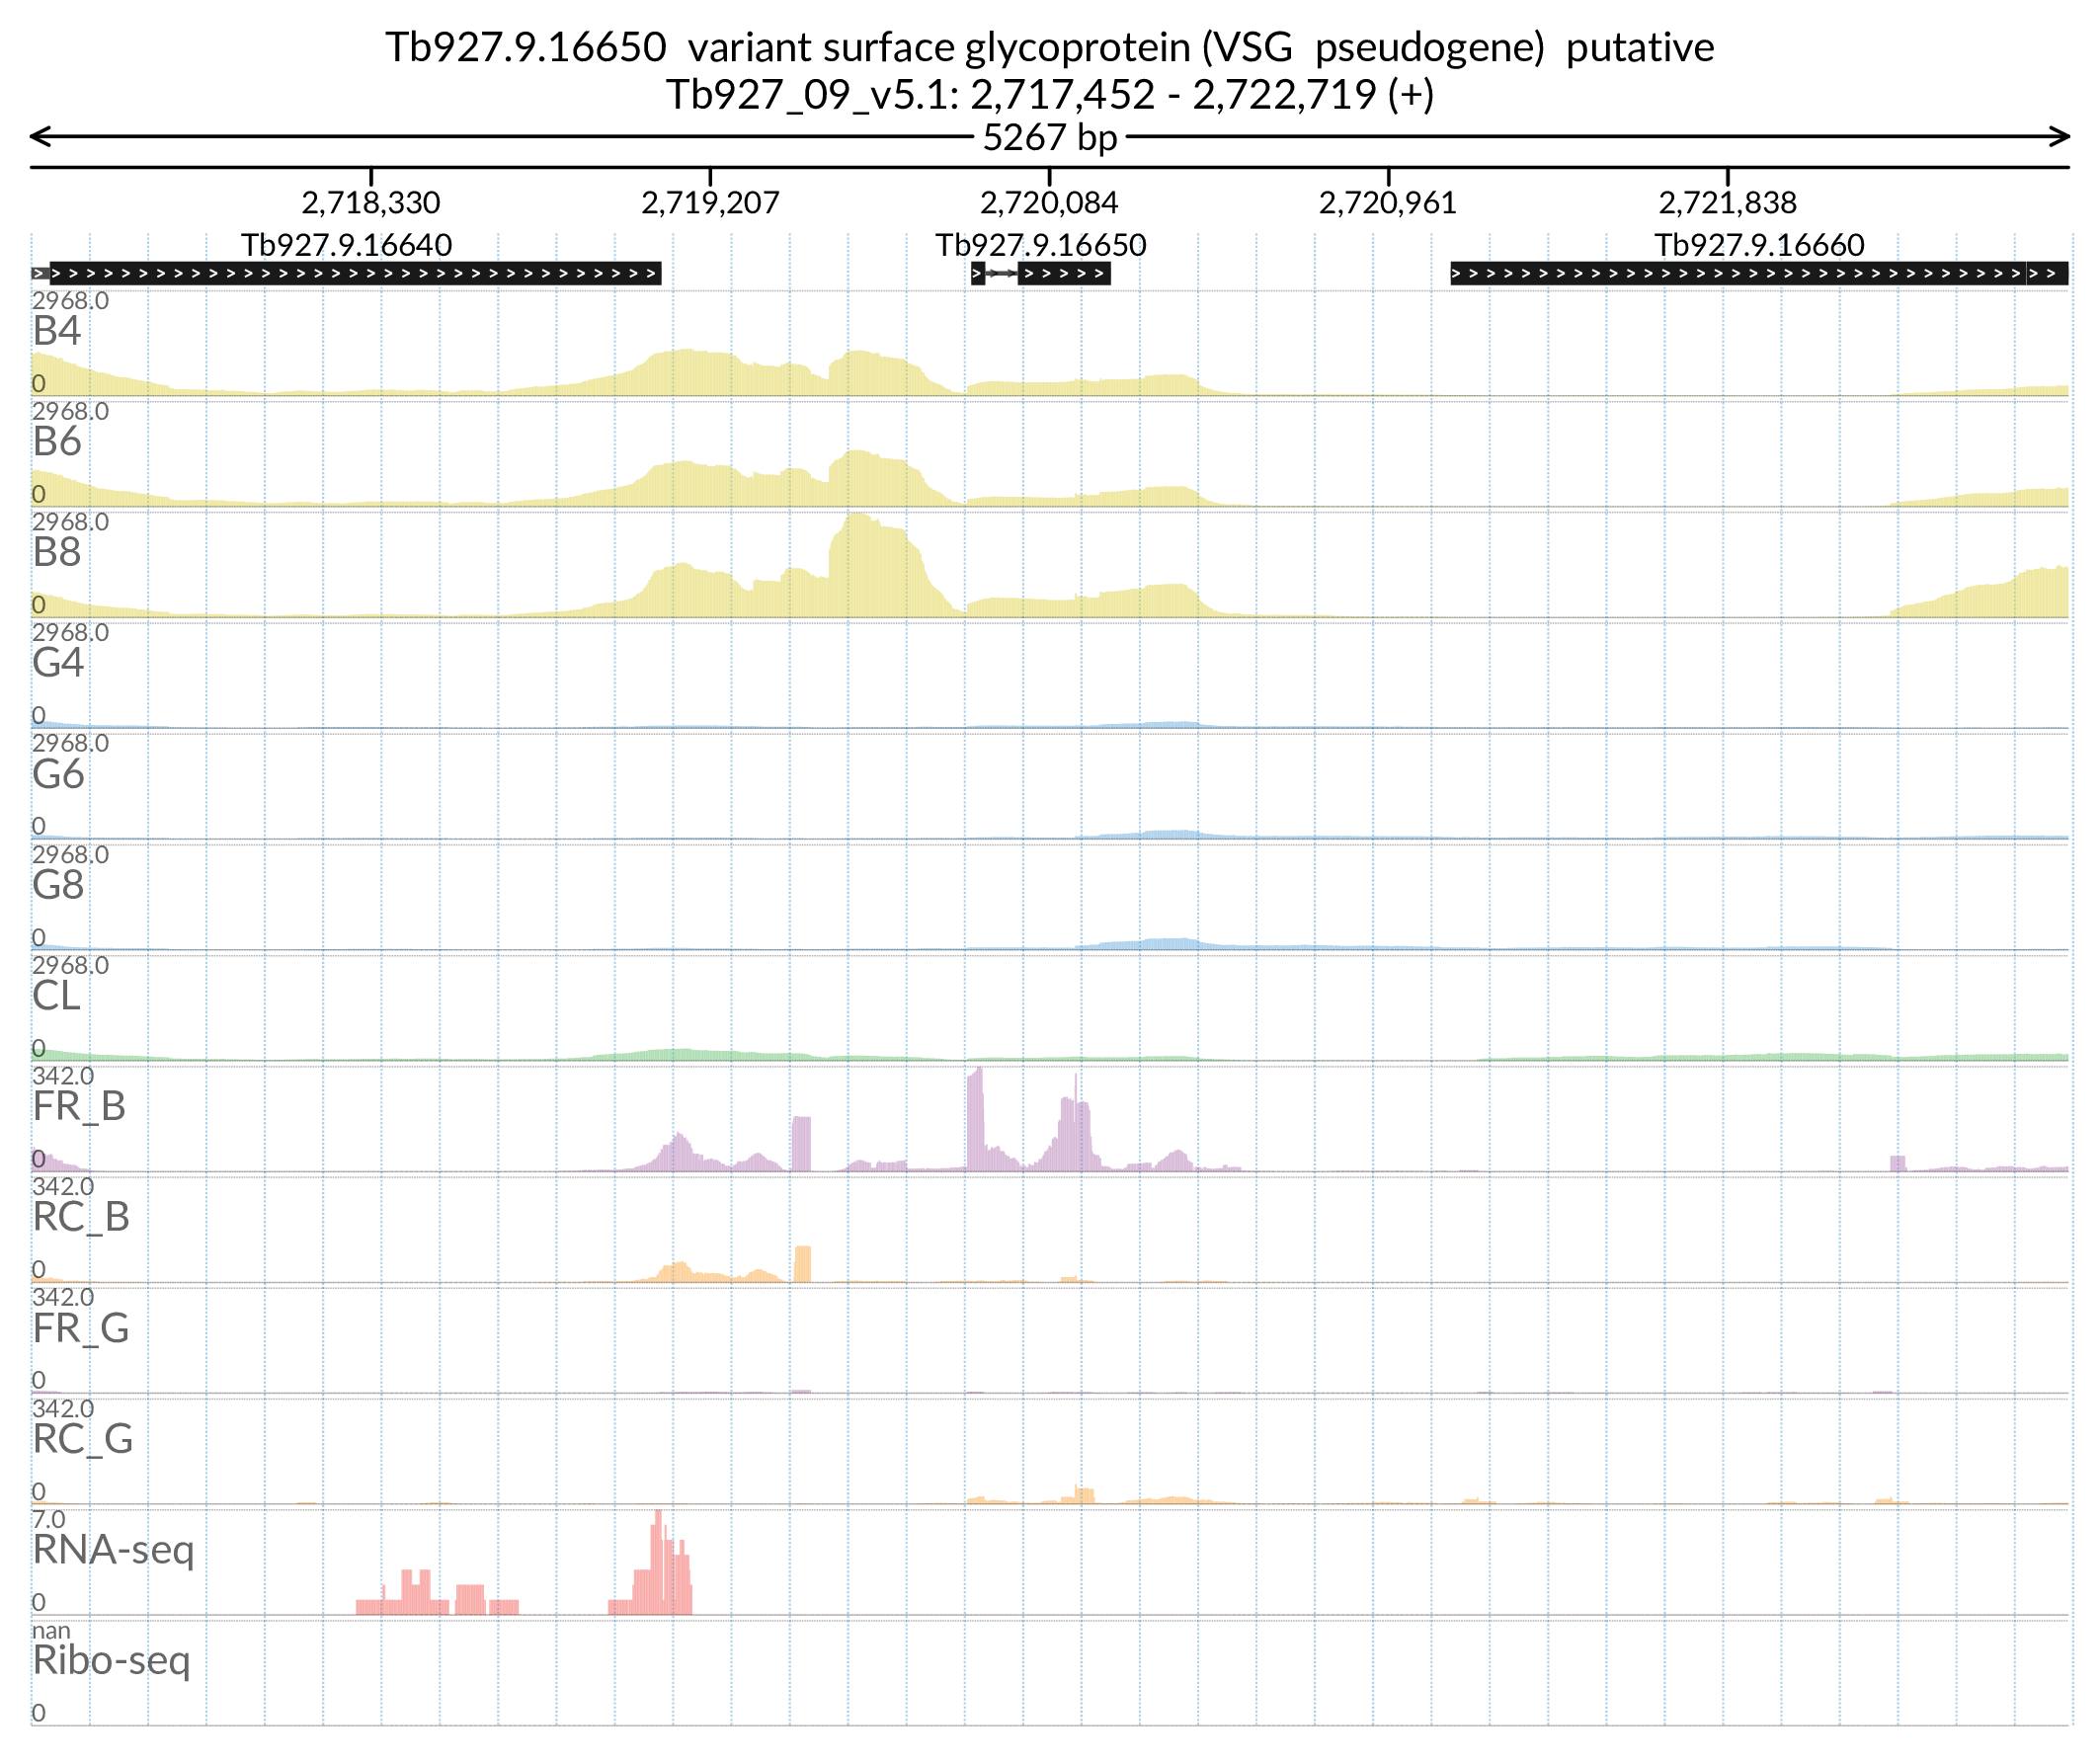 Tb927.9.16650 variant surface glycoprotein (VSG pseudogene) putative
Tb927_09_v5.1: 2,717,452 - 2,722,719 (+)
5267 bp
2,718,330 2,719,207 2,720,084 2,720,961 2,721,838
Tb927.9.16640 Tb927.9.16650 Tb927.9.16660
2968.0
B4
0
2968.0
B6
0
2968.0
B8
0
2968.0
G4
0
2968.0
G6
0
2968.0
G8
0
2968.0
CL
0
342.0
FR_B
0
342.0
RC_B
0
342.0
FR_G
0
342.0
RC_G
0
7.0
RNA-seq
0
nan
Ribo-seq
0